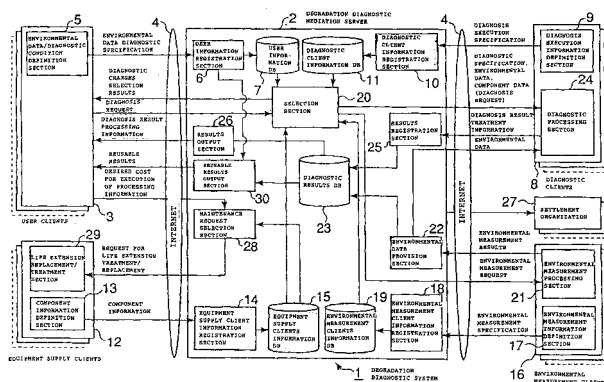 5
ENVIRONMENTAL
DATA/DIAGNOSTIC
CONDITION
DEFINITION
SECTION
3
USER CLIENTS
ENVIRONMENTAL
DATA DIAGNOSTIC
SPECIFICATION
DIAGNOSTIC
CHARGES
SELECTION
RESULTS
DIAGNOSIS
REQUEST
DIAGNOSIS RESULT
PROCESSING
INFORMATION
REUSABLE
RESULTS
DESIRED COST
FOR EXECUTION
OF PROCESSING
INFORMATION
4
INTERNET
29
LIFE EXTENSION
REPLACEMENT/
TREATMENT
SECTION
13
COMPONENT
INFORMATION
DEFINITION
SECTION
12
EQUIPMENT SUPPLY CLIENTS
REQUEST FOR
LIFE EXTENSION
TREATMENT/
REPLACEMENT
COMPONENT
INFORMATION
DEGRADATION DIAGNOSTIC
MEDIATION SERVER
2
USER
INFORMATION
REGISTRATION
SECTION
6
USER
INFORMATION
DB
7
DIAGNOSTIC
CLIENT
INFORMATION DB
11
DIAGNOSTIC
CLIENT
INFORMATION
REGISTRATION
SECTION
10
SELECTION
SECTION
20
26
RESULTS
OUTPUT
SECTION
RESULTS
REGISTRATION
SECTION
25
REUSABLE
RESULTS
OUTPUT
SECTION
30
DIAGNOSTIC
RESULTS DB
23
MAINTENANCE
REQUEST
SELECTION
SECTION
28
22
ENVIRONMENTAL
DATA
PROVISION
SECTION
14
EQUIPMENT
SUPPLY CLIENT
INFORMATION
REGISTRATION
SECTION
15
EQUIPMENT
SUPPLY
CLIENTS
INFORMATION
DB
19
ENVIRONMENTAL
MEASUREMENT
CLIENTS
INFORMATION
DB
18
ENVIRONMENTAL
MEASUREMENT
CLIENT
INFORMATION
REGISTRATION
SECTION
1
DEGRADATION
DIAGNOSTIC SYSTEM
4
INTERNET
DIAGNOSIS
EXECUTION
SPECIFICATION
DIAGNOSTIC
SPECIFICATION,
ENVIRONMENTAL
DATA,
COMPONENT DATA
(DIAGNOSIS
REQUEST)
DIAGNOSIS RESULT
TREATMENT
INFORMATION
ENVIRONMENTAL
DATA
9
DIAGNOSIS
EXECUTION
INFORMATION
DEFINITION
SECTION
24
DIAGNOSTIC
PROCESSING
SECTION
8
DIAGNOSTIC
CLIENTS
27
SETTLEMENT
ORGANIZATION
ENVIRONMENTAL
MEASUREMENT
RESULTS
ENVIRONMENTAL
MEASUREMENT
REQUEST
ENVIRONMENTAL
MEASUREMENT
SPECIFICATION
ENVIRONMENTAL
MEASUREMENT
PROCESSING
SECTION
21
ENVIRONMENTAL
MEASUREMENT
INFORMATION
DEFINITION
SECTION
17
16
ENVIRONMENTAL